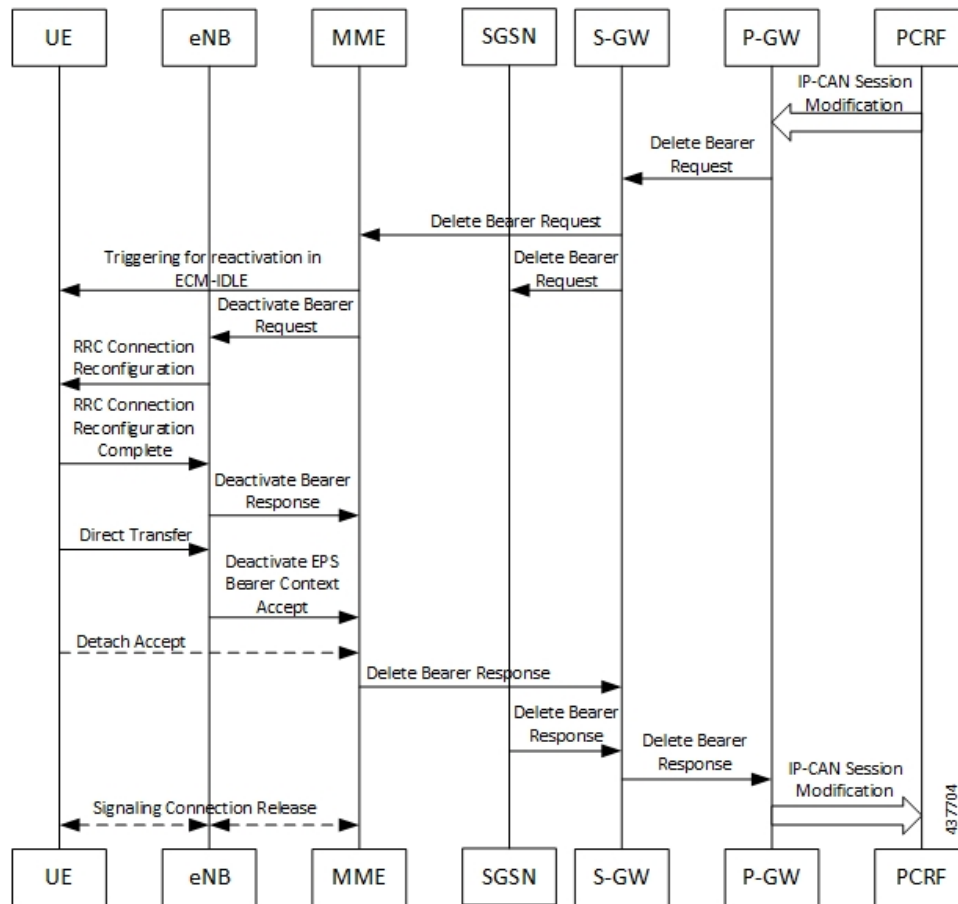 UE
eNB
MME
SGSN
S-GW
P-GW
PCRF
IP-CAN Session
Modification
Delete Bearer
Request
Delete Bearer Request
Triggering for reactivation in
ECM-IDLE
Delete Bearer
Request
Deactivate Bearer
Request
RRC Connection
Reconfiguration
RRC Connection
Reconfiguration
Complete
Deactivate Bearer
Response
Direct Transfer
Deactivate EPS
Bearer Context
Accept
Detach Accept
Delete Bearer Response
Delete Bearer
Response
Delete Bearer
Response
IP-CAN Session
Modification
Signaling Connection Release
437704
UE
eNB
MME
SGSN
S-GW
P-GW
PCRF